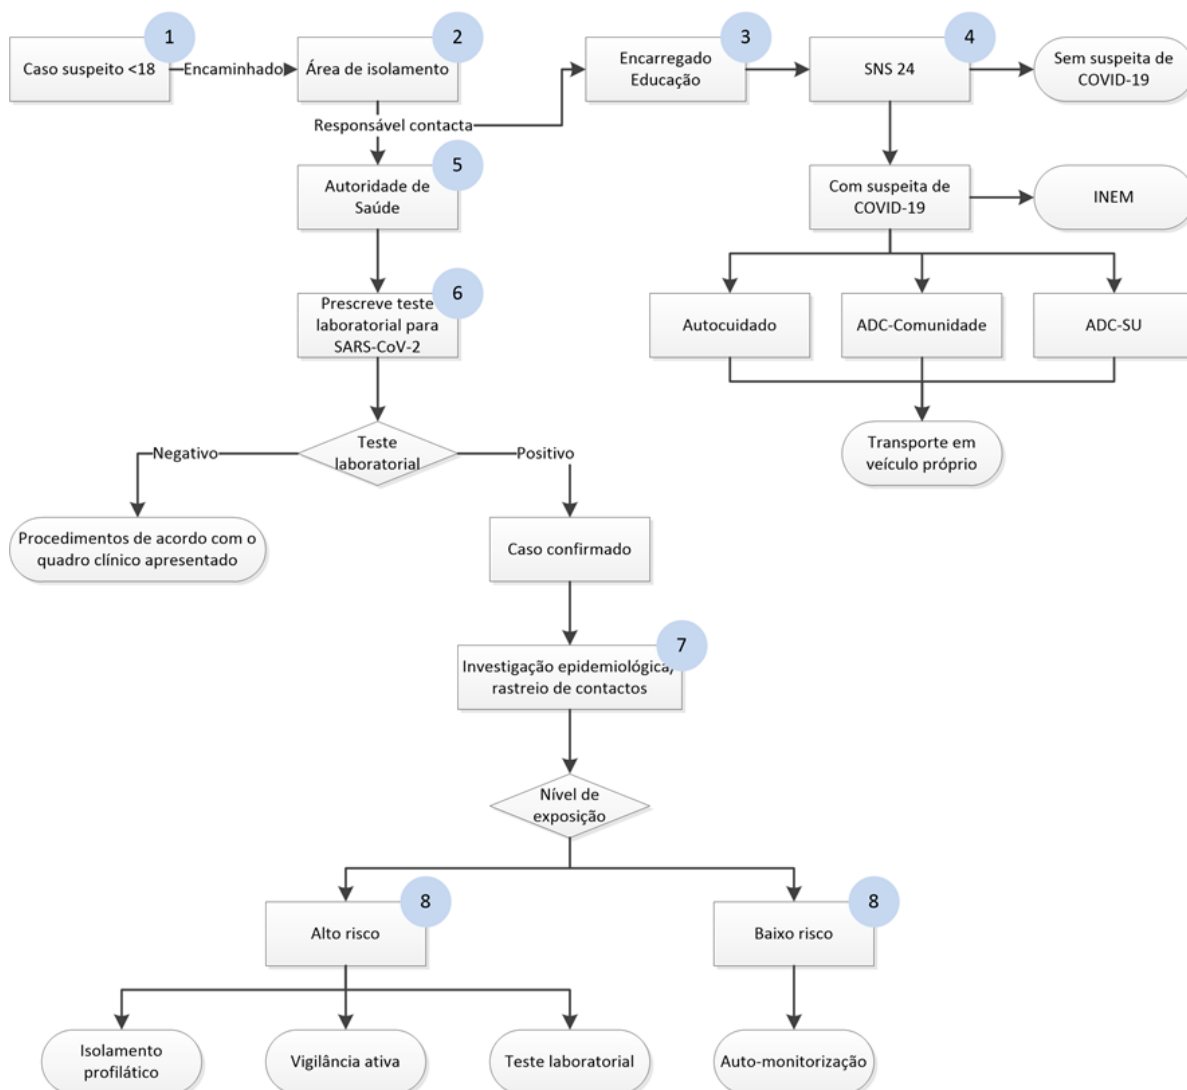 1
Caso suspeito <18
Encaminhado
2
Área de isolamento
Responsável contacta
3
Encarregado
Educação
4
SNS 24
Sem suspeita de
COVID-19
5
Autoridade de
Saúde
Com suspeita de
COVID-19
INEM
6
Prescreve teste
laboratorial para
SARS-CoV-2
Autocuidado
ADC-Comunidade
ADC-SU
Transporte em
veículo próprio
Teste
laboratorial
Negativo
Positivo
Procedimentos de acordo com o
quadro clínico apresentado
Caso confirmado
7
Investigação epidemiológica/
rastreio de contactos
Nível de
exposição
8
Alto risco
8
Baixo risco
Isolamento
profilático
Vigilância ativa
Teste laboratorial
Auto-monitorização